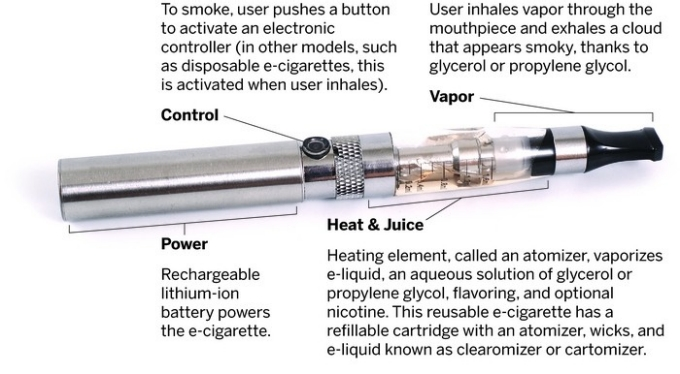 To smoke, user pushes a button
to activate an electronic
controller (in other models, such
as disposable e-cigarettes, this
is activated when user inhales).
Control
User inhales vapor through the
mouthpiece and exhales a cloud
that appears smoky, thanks to
glycerol or propylene glycol.
Vapor
Power
Rechargeable
lithium-ion
battery powers
the e-cigarette.
Heat & Juice
Heating element, called an atomizer, vaporizes
e-liquid, an aqueous solution of glycerol or
propylene glycol, flavoring, and optional
nicotine. This reusable e-cigarette has a
refillable cartridge with an atomizer, wicks, and
e-liquid known as clearomizer or cartomizer.